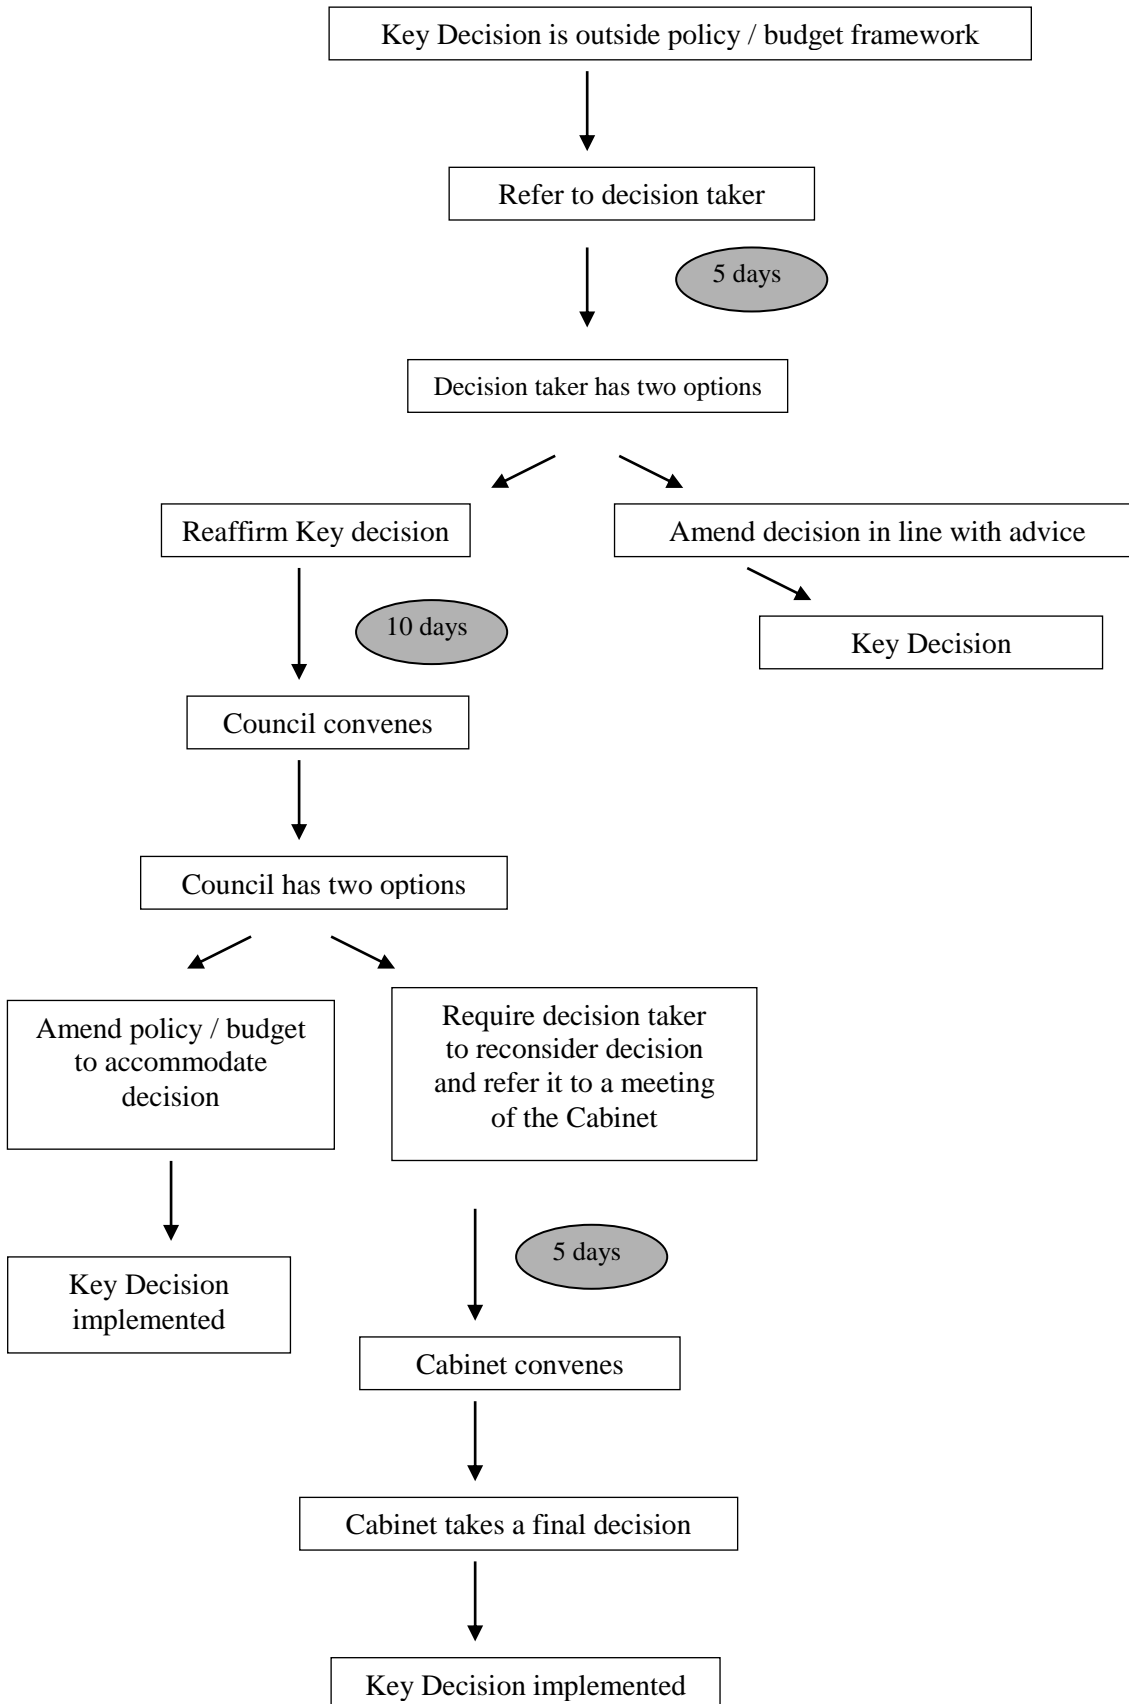 Key Decision is outside policy / budget framework
Refer to decision taker
5 days
Decision taker has two options
Reaffirm Key decision
Amend decision in line with advice
10 days
Key Decision
Council convenes
Council has two options
Amend policy / budget
to accommodate
decision
Require decision taker
to reconsider decision
and refer it to a meeting
of the Cabinet
5 days
Key Decision
implemented
Cabinet convenes
Cabinet takes a final decision
Key Decision implemented